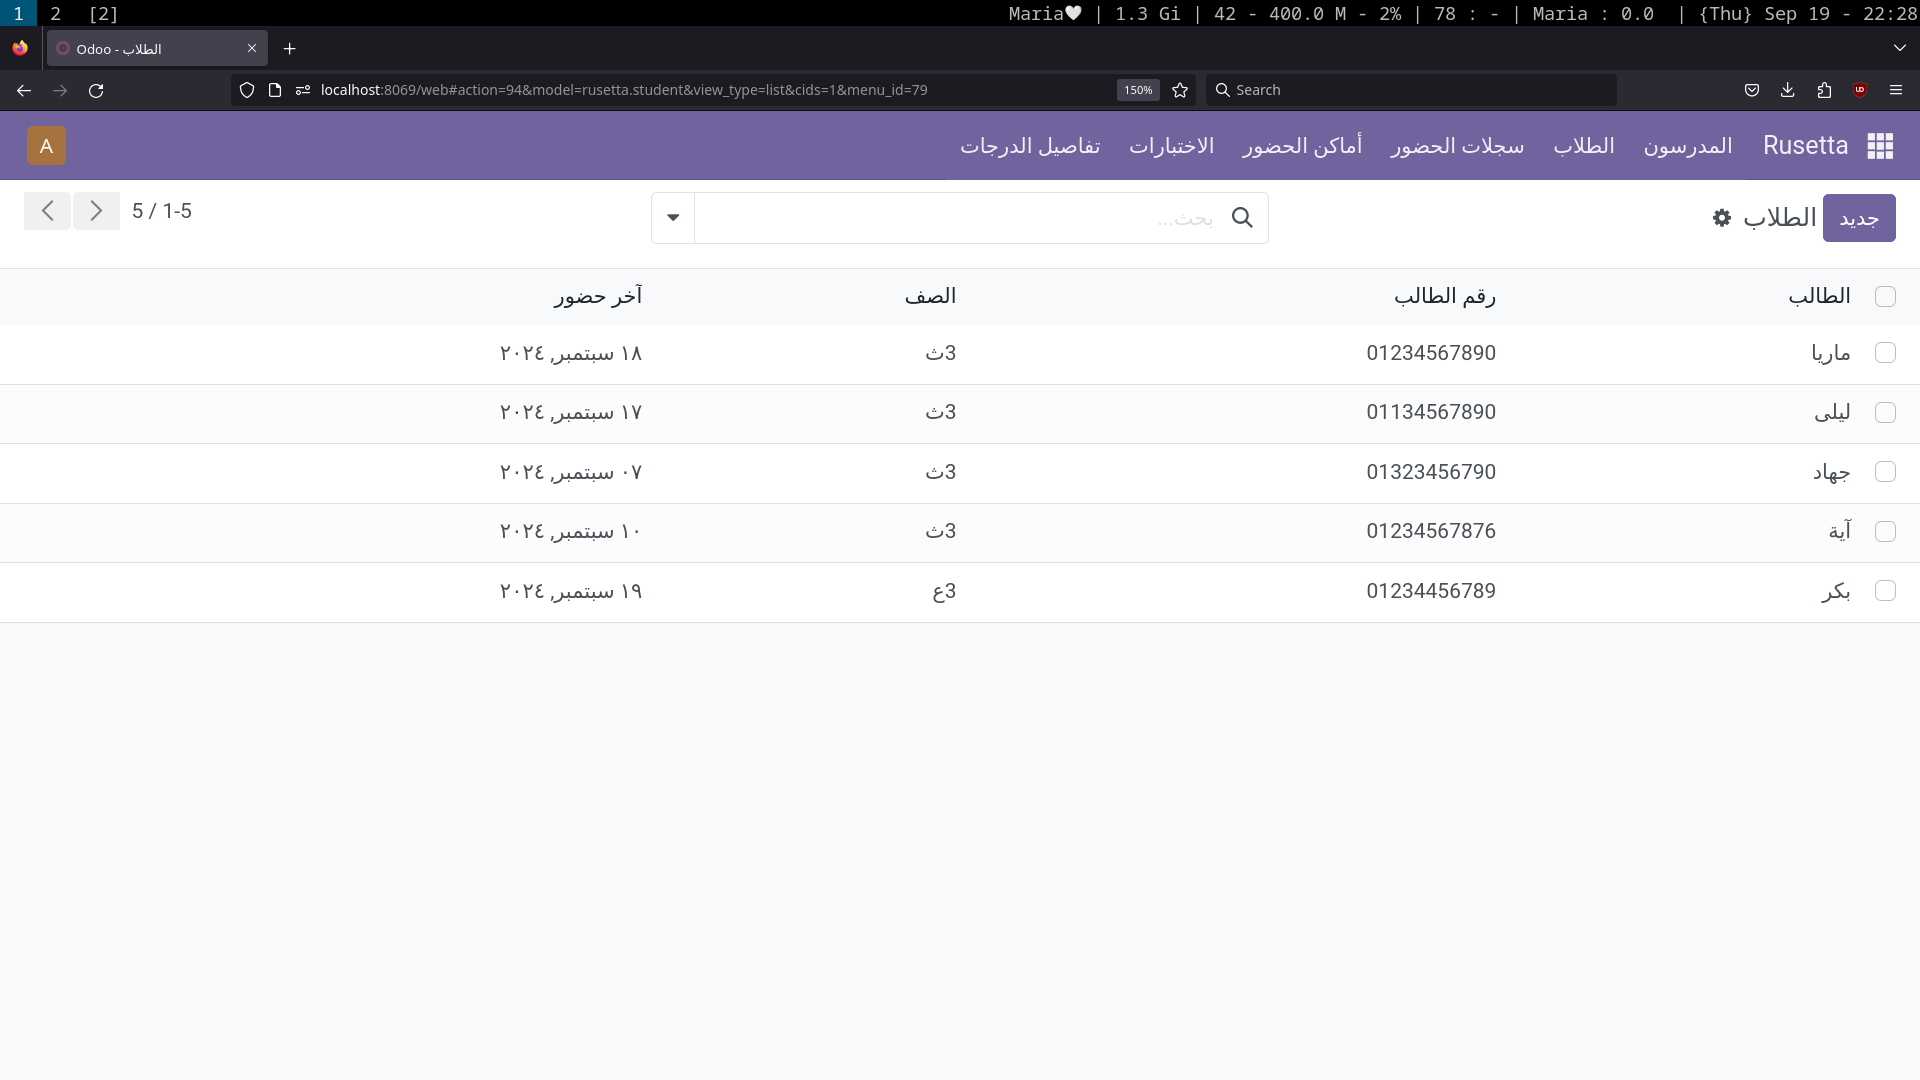 1 2 [2] Maria🤍 | 1.3 Gi | 42 - 400.0 M - 2% | 78 : - | Maria : 0.0 | {Thu} Sep 19 - 22:28
Odoo - الطلاب
localhost:8069/web#action=94&model=rusetta.student&view_type=list&cids=1&menu_id=79 150% Search
Rusetta المدرسون الطلاب سجلات الحضور أماكن الحضور الاختبارات تفاصيل الدرجات A
جديد الطلاب بحث... 1-5 / 5
الطالب رقم الطالب الصف آخر حضور
ماريا 01234567890 3ث ١٨ سبتمبر, ٢٠٢٤
ليلى 01134567890 3ث ١٧ سبتمبر, ٢٠٢٤
جهاد 01323456790 3ث ٠٧ سبتمبر, ٢٠٢٤
آية 01234567876 3ث ١٠ سبتمبر, ٢٠٢٤
بكر 01234456789 3ع ١٩ سبتمبر, ٢٠٢٤